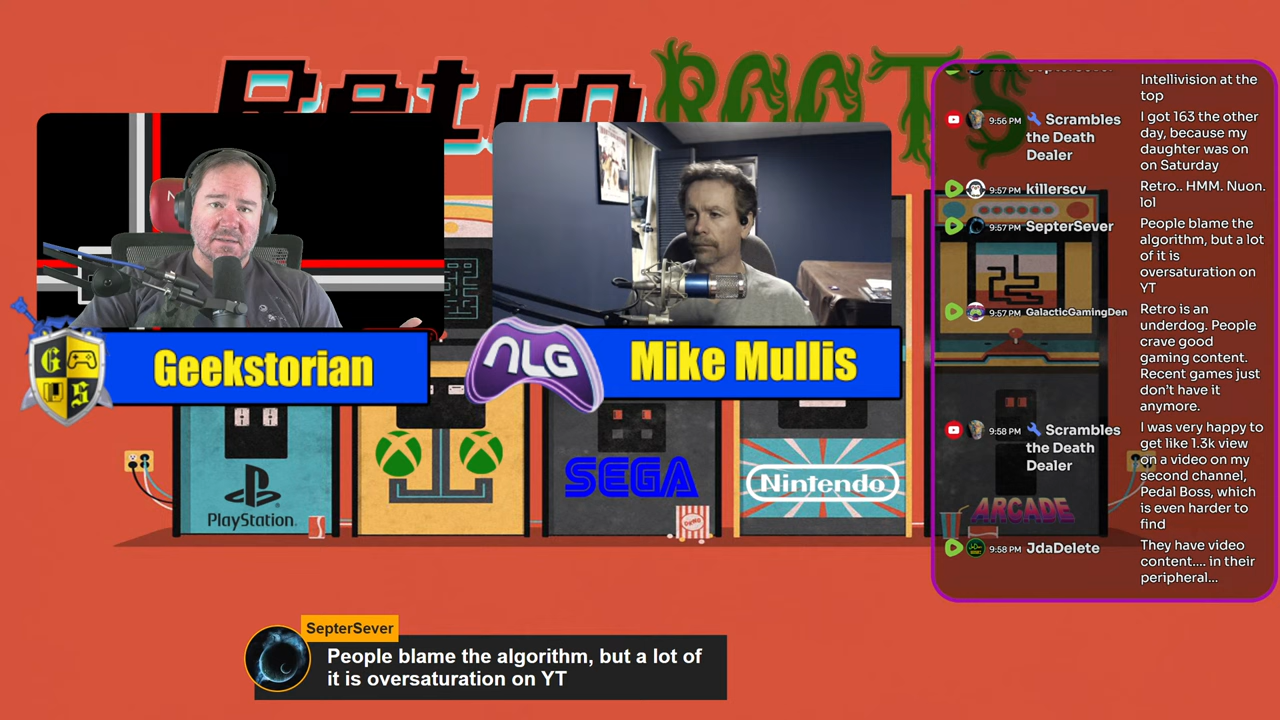 Retro ROOTS
Geekstorian
NLG
Mike Mullis
G
S
PlayStation
SEGA
Nintendo
ARCADE
Intellivision at the
top
9:56 PM Scrambles
the Death
Dealer
I got 163 the other
day, because my
daughter was on
on Saturday
9:57 PM killerscv
Retro.. HMM. Nuon.
lol
9:57 PM SepterSever
People blame the
algorithm, but a lot
of it is
oversaturation on
YT
9:57 PM GalacticGamingDen
Retro is an
underdog. People
crave good
gaming content.
Recent games just
don't have it
anymore.
9:58 PM Scrambles
the Death
Dealer
I was very happy to
get like 1.3k view
on a video on my
second channel,
Pedal Boss, which
is even harder to
find
9:58 PM JdaDelete
They have video
content.... in their
peripheral...
SepterSever
People blame the algorithm, but a lot of
it is oversaturation on YT